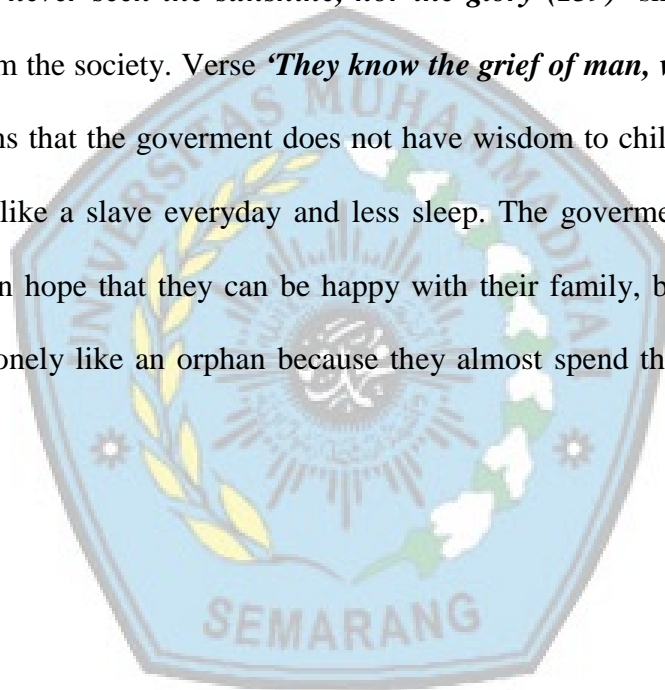 never seen the sunshine, nor the glory
m the society. Verse ‘They know the grief of man,
ns that the goverment does not have wisdom to chil
like a slave everyday and less sleep. The goverme
n hope that they can be happy with their family, b
onely like an orphan because they almost spend th
UNIVERSITAS MUHAMMADIYAH
SEMARANG